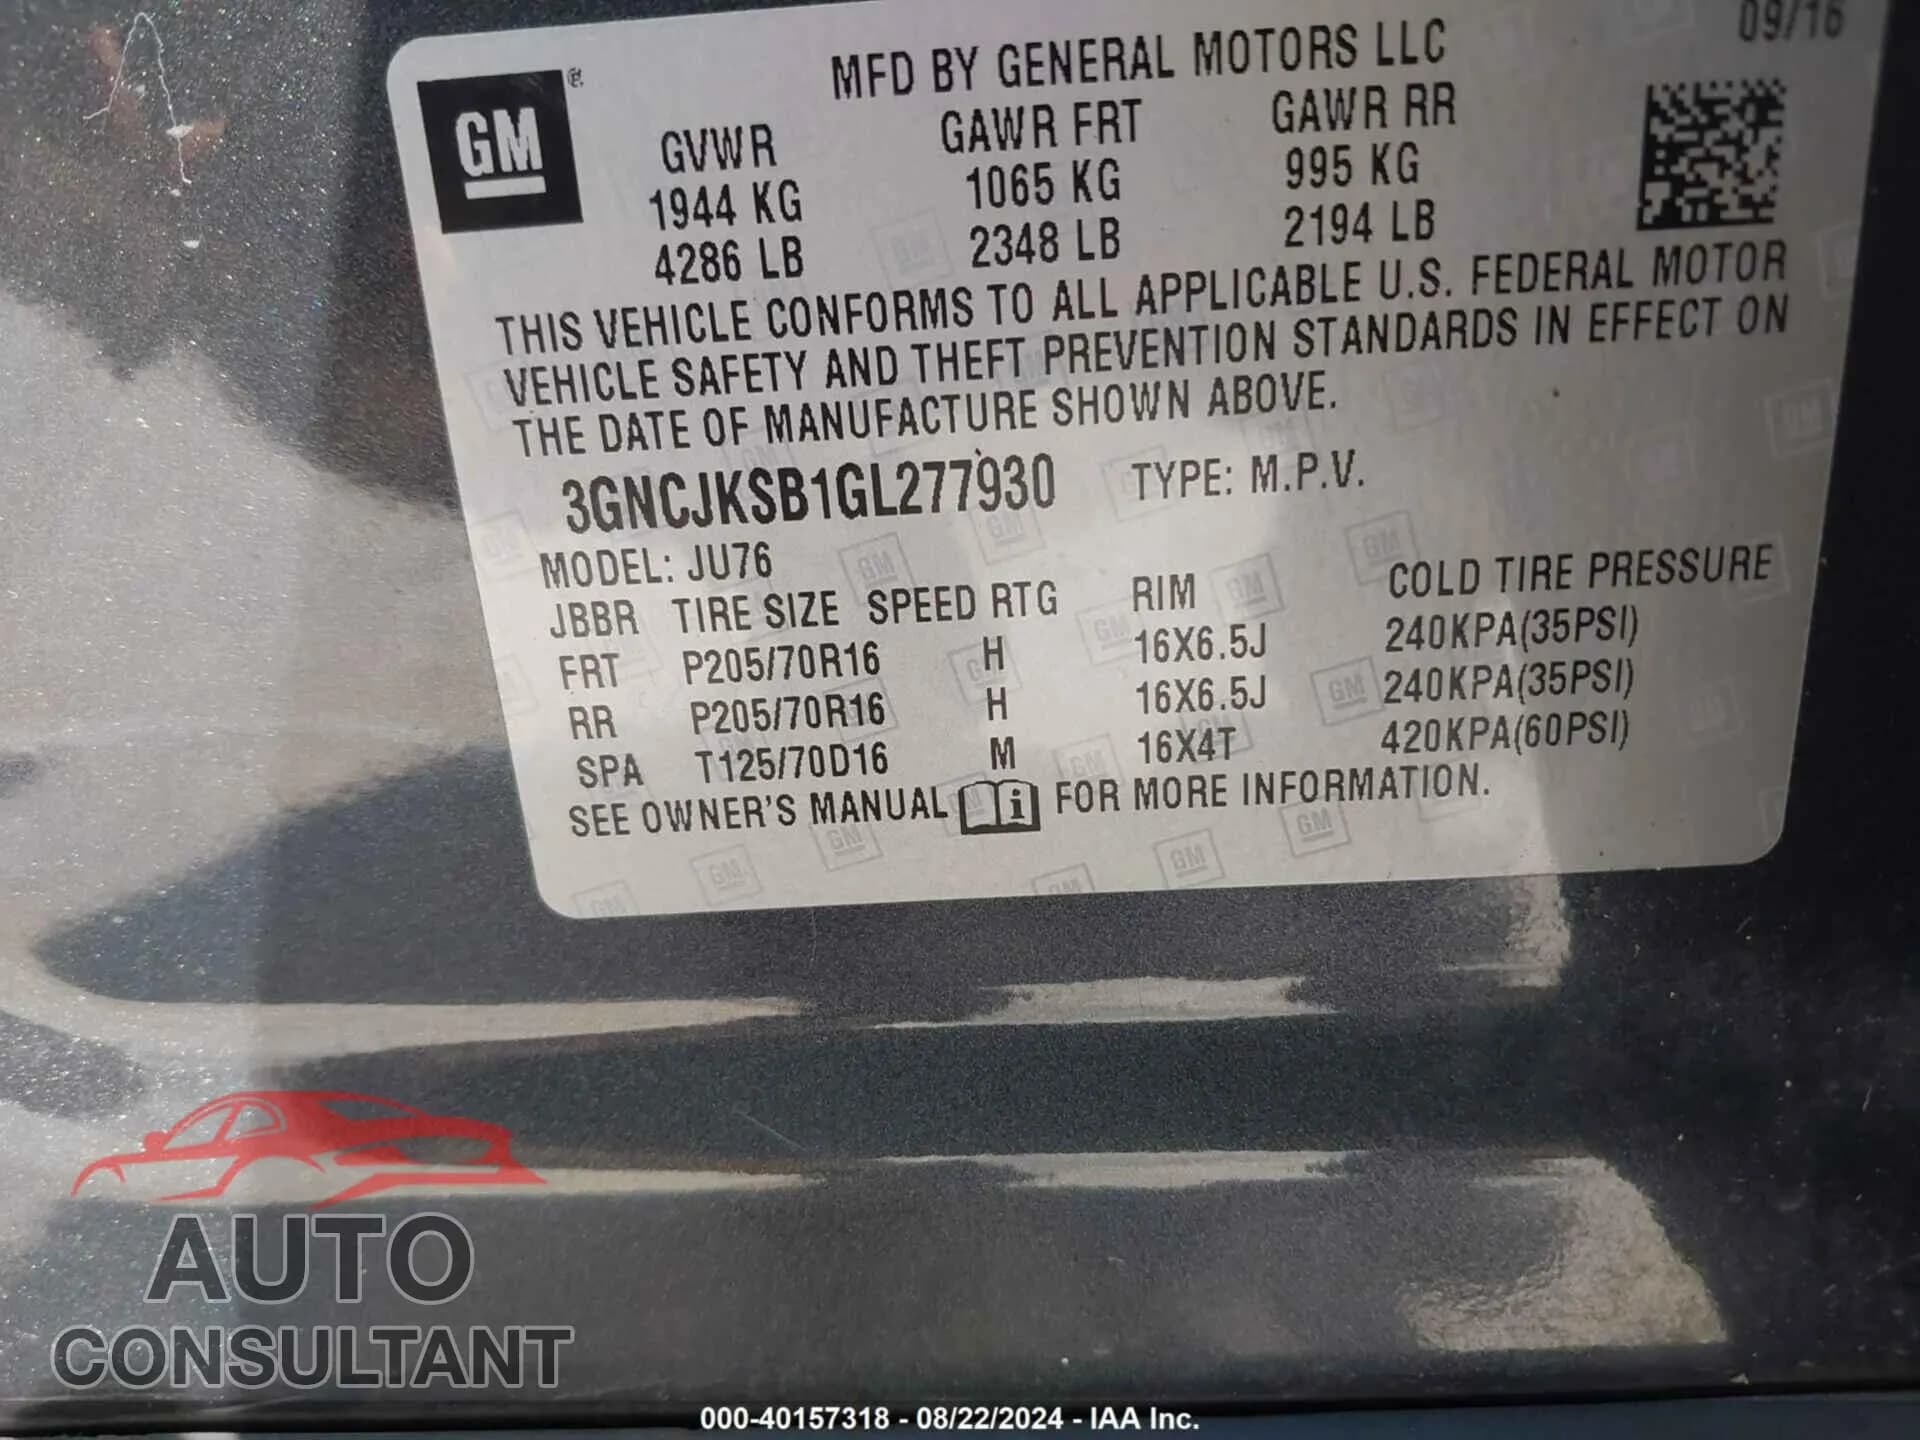 09/16
MFD BY GENERAL MOTORS LLC
GM ®
GVWR GAWR FRT GAWR RR
1944 KG 1065 KG 995 KG
4286 LB 2348 LB 2194 LB
THIS VEHICLE CONFORMS TO ALL APPLICABLE U.S. FEDERAL MOTOR
VEHICLE SAFETY AND THEFT PREVENTION STANDARDS IN EFFECT ON
THE DATE OF MANUFACTURE SHOWN ABOVE.
3GNCJKSB1GL277930 TYPE: M.P.V.
MODEL: JU76
JBBR TIRE SIZE SPEED RTG RIM COLD TIRE PRESSURE
FRT P205/70R16 H 16X6.5J 240KPA(35PSI)
RR P205/70R16 H 16X6.5J 240KPA(35PSI)
SPA T125/70D16 M 16X4T 420KPA(60PSI)
SEE OWNER'S MANUAL i FOR MORE INFORMATION.
AUTO
CONSULTANT
000-40157318 - 08/22/2024 - IAA Inc.